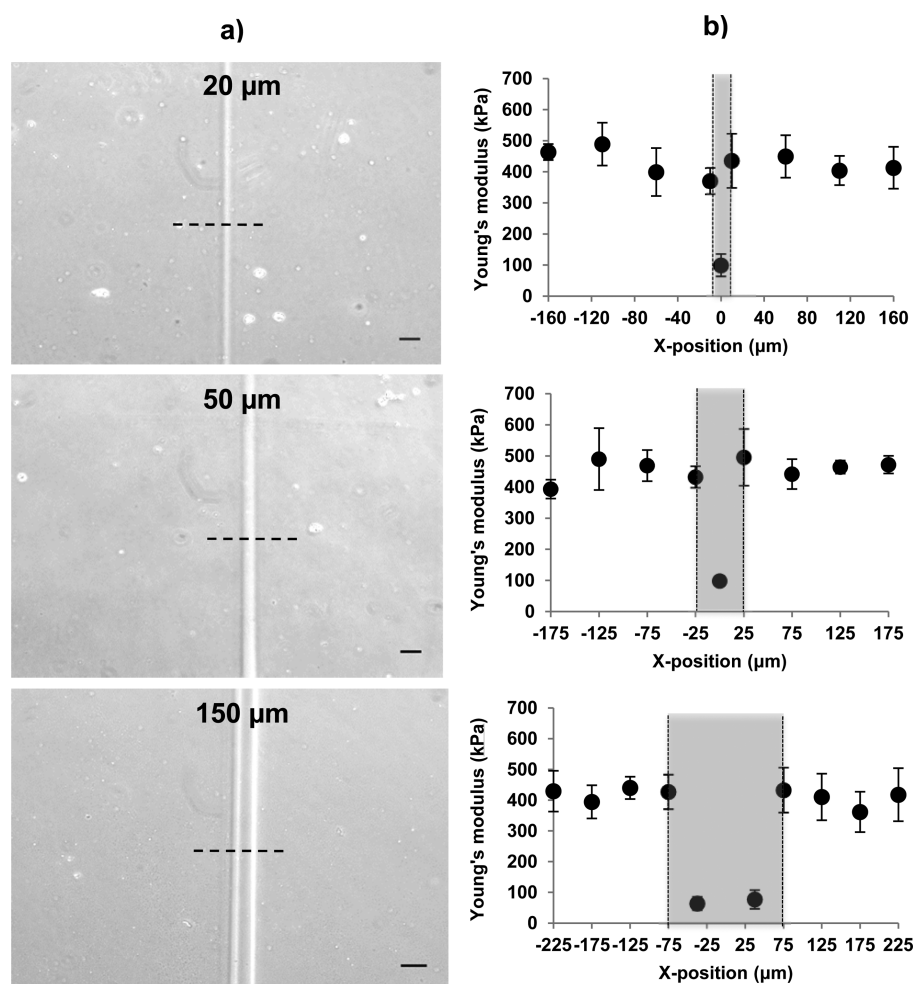 a)
b)
20 µm
700
600
500
400
300
200
100
0
Young's modulus (kPa)
-160 -120 -80 -40 0 40 80 120 160
X-position (µm)
50 µm
700
600
500
400
300
200
100
0
Young's modulus (kPa)
-175 -125 -75 -25 25 75 125 175
X-position (µm)
150 µm
700
600
500
400
300
200
100
0
Young's modulus (kPa)
-225 -175 -125 -75 -25 25 75 125 175 225
X-position (µm)